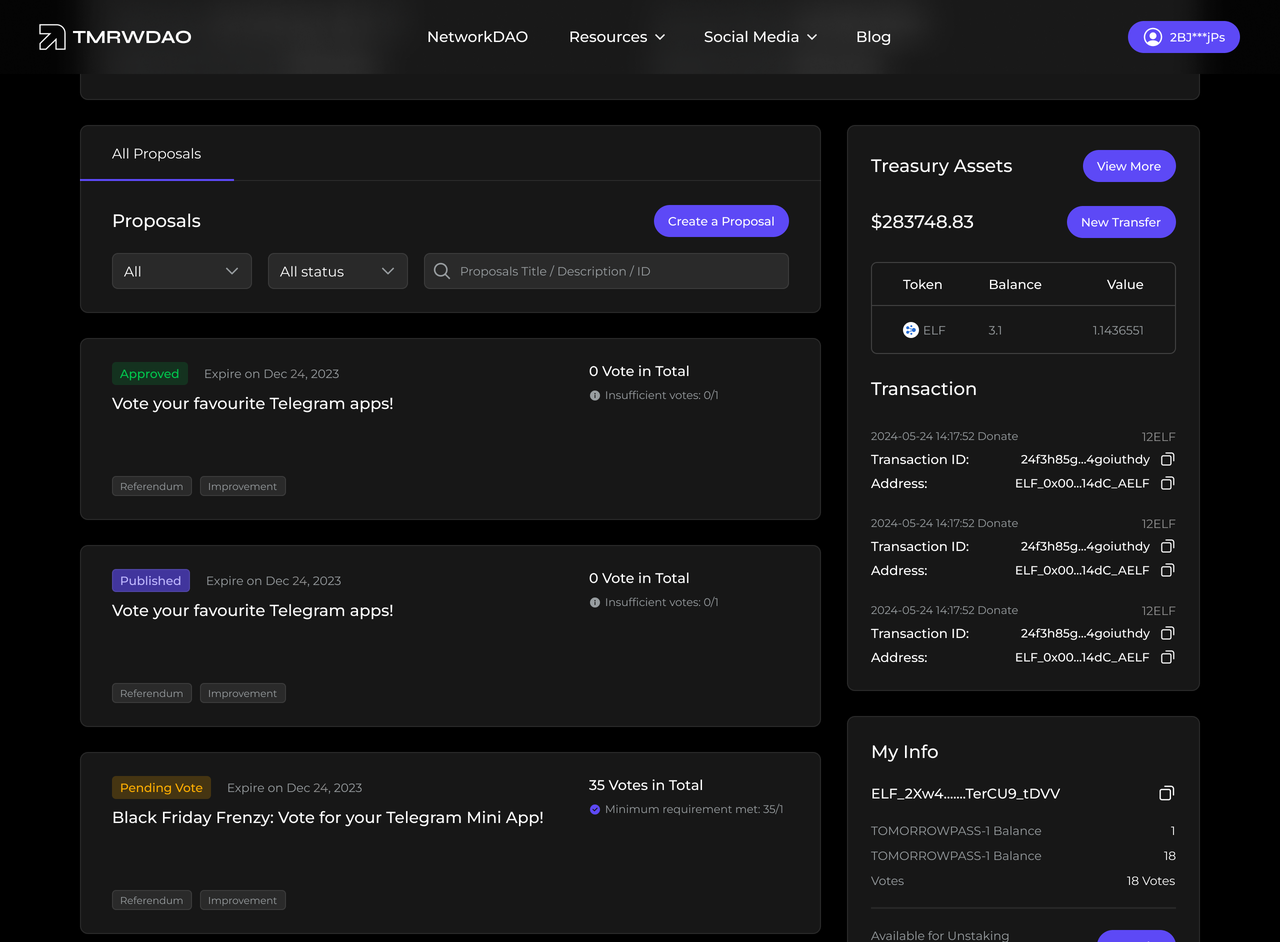 TMRWDAO
NetworkDAO
Resources
Social Media
Blog
2BJ***jPs
All Proposals
Proposals
Create a Proposal
All
All status
Proposals Title / Description / ID
Approved
Expire on Dec 24, 2023
0 Vote in Total
Insufficient votes: 0/1
Vote your favourite Telegram apps!
Referendum
Improvement
Published
Expire on Dec 24, 2023
0 Vote in Total
Insufficient votes: 0/1
Vote your favourite Telegram apps!
Referendum
Improvement
Pending Vote
Expire on Dec 24, 2023
35 Votes in Total
Minimum requirement met: 35/1
Black Friday Frenzy: Vote for your Telegram Mini App!
Referendum
Improvement
Treasury Assets
View More
$283748.83
New Transfer
Token Balance Value
ELF 3.1 1.1436551
Transaction
2024-05-24 14:17:52 Donate 12ELF
Transaction ID: 24f3h85g...4goiuthdy
Address: ELF_0x00...14dC_AELF
2024-05-24 14:17:52 Donate 12ELF
Transaction ID: 24f3h85g...4goiuthdy
Address: ELF_0x00...14dC_AELF
2024-05-24 14:17:52 Donate 12ELF
Transaction ID: 24f3h85g...4goiuthdy
Address: ELF_0x00...14dC_AELF
My Info
ELF_2Xw4.......TerCU9_tDVV
TOMORROWPASS-1 Balance 1
TOMORROWPASS-1 Balance 18
Votes 18 Votes
Available for Unstaking